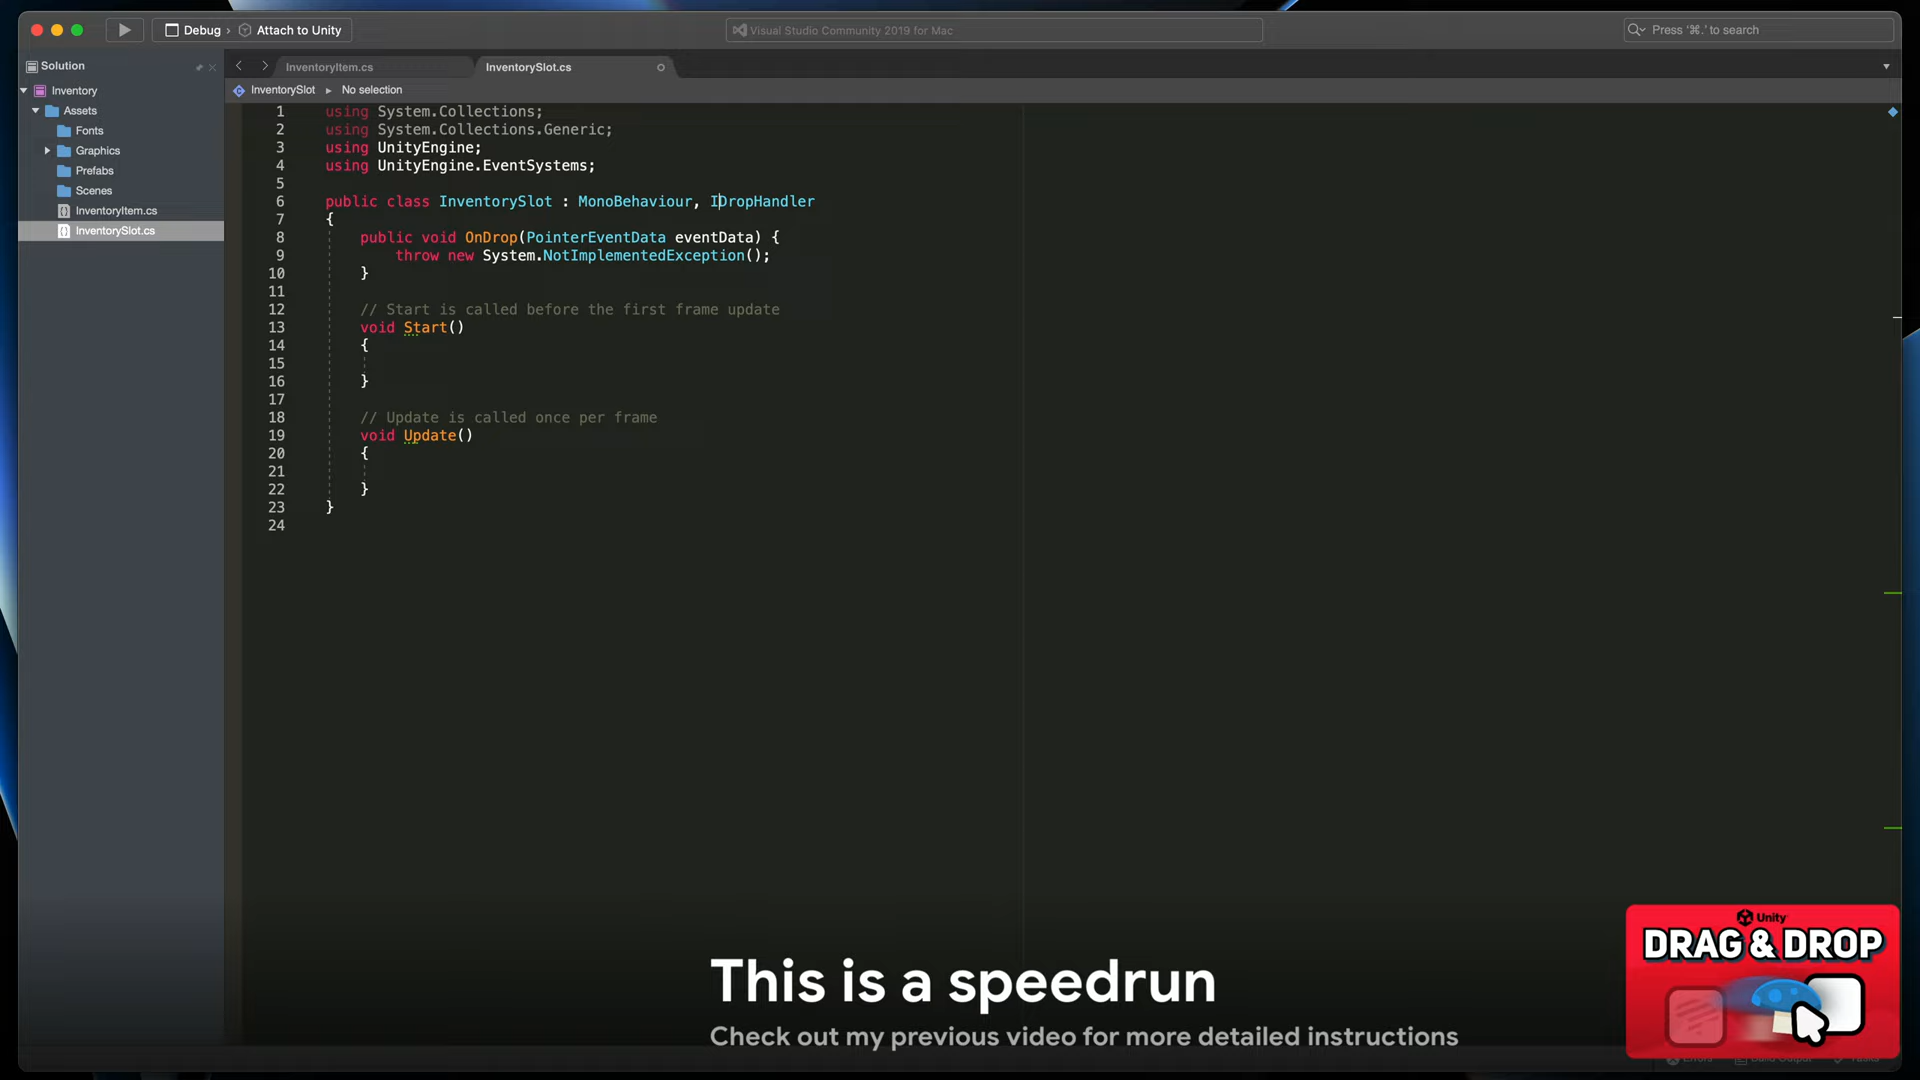 Debug › Attach to Unity
Visual Studio Community 2019 for Mac
Press '⌘.' to search
Solution
InventoryItem.cs
InventorySlot.cs
Inventory
InventorySlot ▸ No selection
Assets
Fonts
Graphics
Prefabs
Scenes
InventoryItem.cs
InventorySlot.cs
1 using System.Collections;
2 using System.Collections.Generic;
3 using UnityEngine;
4 using UnityEngine.EventSystems;
5
6 public class InventorySlot : MonoBehaviour, IDropHandler
7 {
8 public void OnDrop(PointerEventData eventData) {
9 throw new System.NotImplementedException();
10 }
11
12 // Start is called before the first frame update
13 void Start()
14 {
15
16 }
17
18 // Update is called once per frame
19 void Update()
20 {
21
22 }
23 }
24
This is a speedrun
Check out my previous video for more detailed instructions
Unity
DRAG & DROP
Errors Build Output Tasks